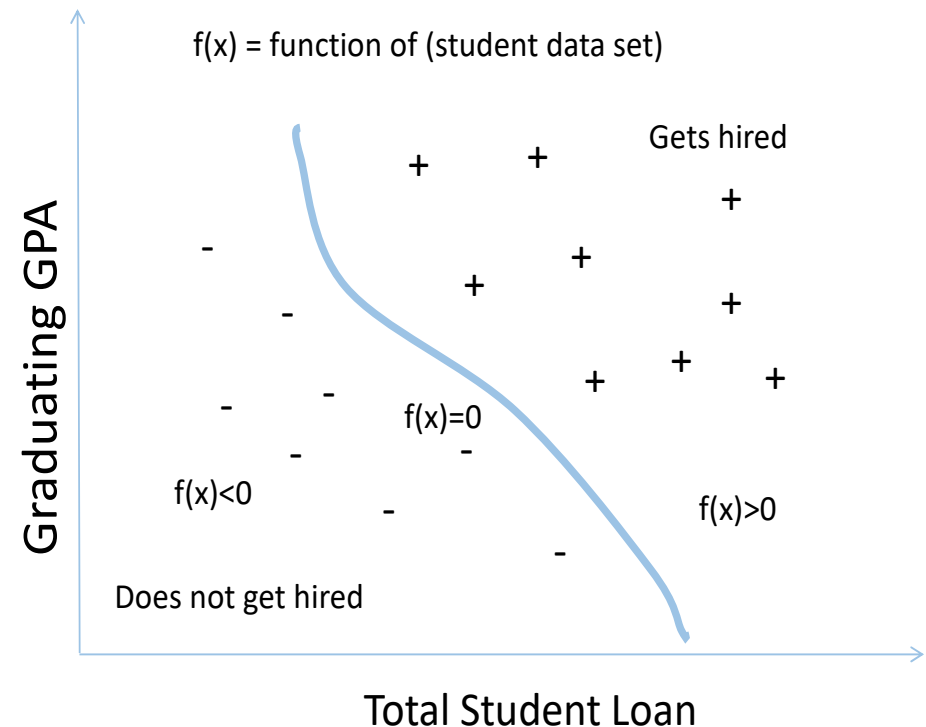 f(x) = function of (student data set)
Gets hired
Graduating GPA
f(x)=0
f(x)<0
f(x)>0
Does not get hired
Total Student Loan